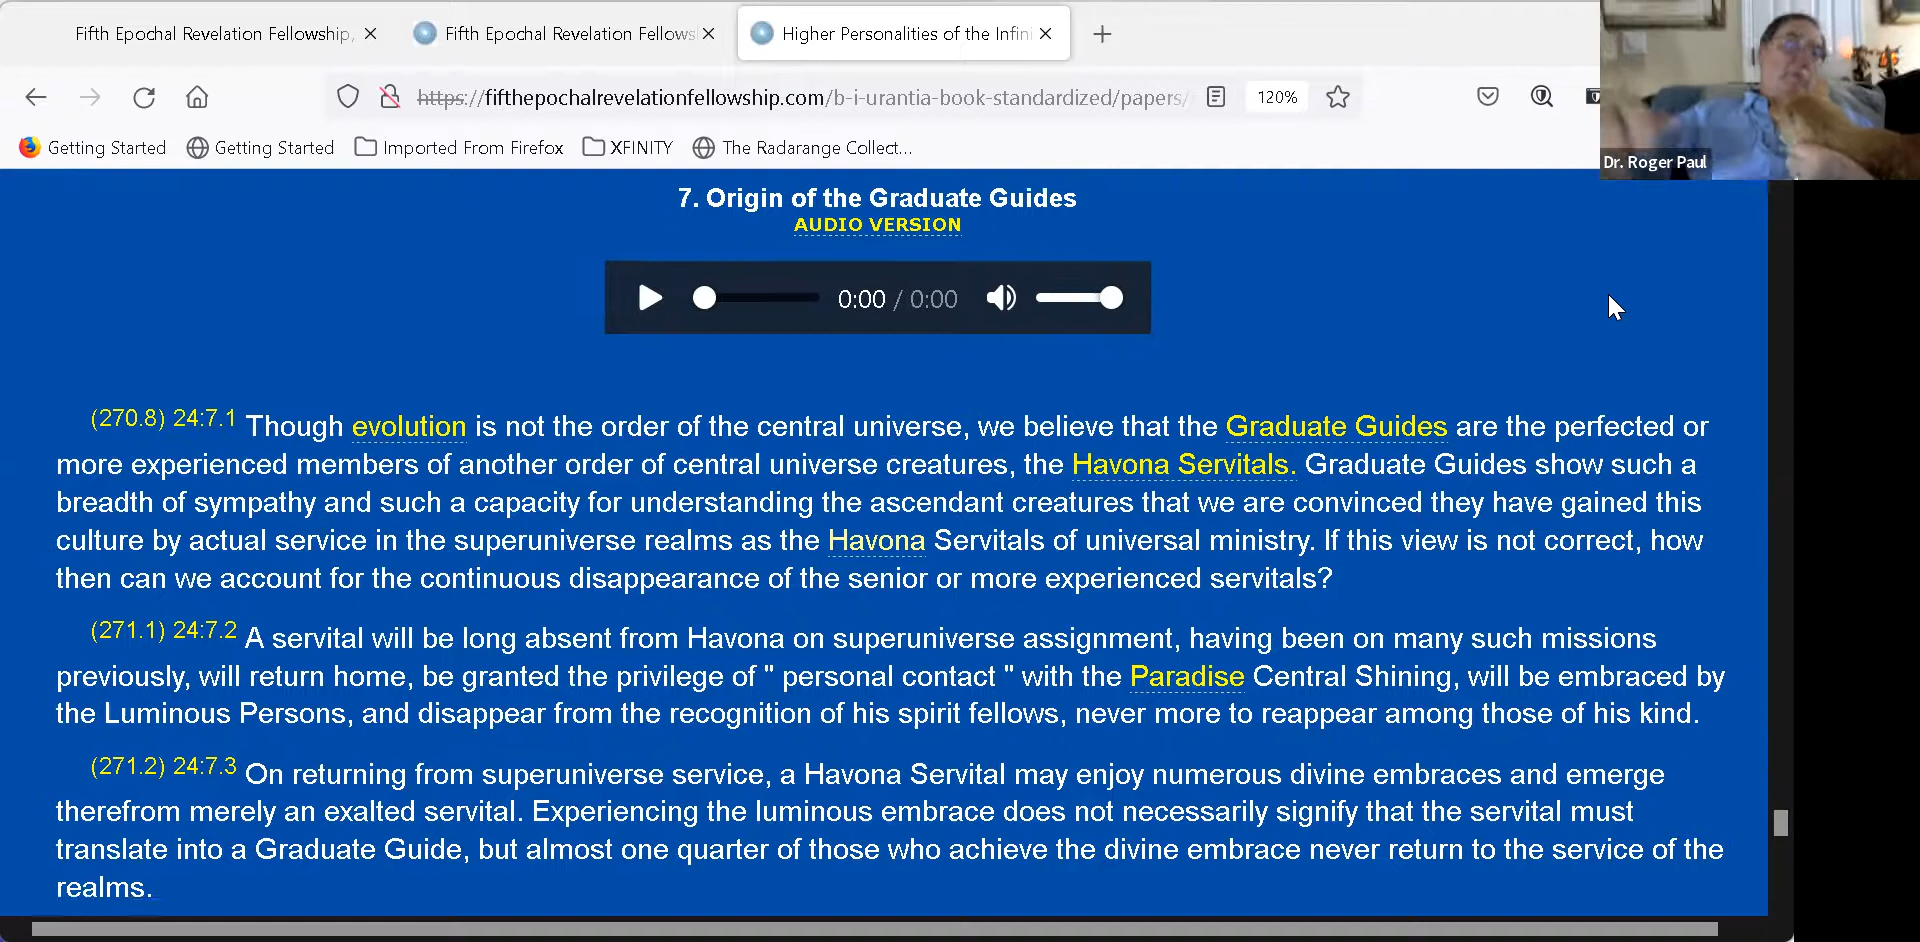 Fifth Epochal Revelation Fellowship,
Fifth Epochal Revelation Fellows
Higher Personalities of the Infini
https://fifthepochalrevelationfellowship.com/b-i-urantia-book-standardized/papers/
120%
Getting Started
Getting Started
Imported From Firefox
XFINITY
The Radarange Collect...
Dr. Roger Paul
7. Origin of the Graduate Guides
AUDIO VERSION
0:00 / 0:00
(270.8) 24:7.1 Though evolution is not the order of the central universe, we believe that the Graduate Guides are the perfected or
more experienced members of another order of central universe creatures, the Havona Servitals. Graduate Guides show such a
breadth of sympathy and such a capacity for understanding the ascendant creatures that we are convinced they have gained this
culture by actual service in the superuniverse realms as the Havona Servitals of universal ministry. If this view is not correct, how
then can we account for the continuous disappearance of the senior or more experienced servitals?
(271.1) 24:7.2 A servital will be long absent from Havona on superuniverse assignment, having been on many such missions
previously, will return home, be granted the privilege of " personal contact " with the Paradise Central Shining, will be embraced by
the Luminous Persons, and disappear from the recognition of his spirit fellows, never more to reappear among those of his kind.
(271.2) 24:7.3 On returning from superuniverse service, a Havona Servital may enjoy numerous divine embraces and emerge
therefrom merely an exalted servital. Experiencing the luminous embrace does not necessarily signify that the servital must
translate into a Graduate Guide, but almost one quarter of those who achieve the divine embrace never return to the service of the
realms.